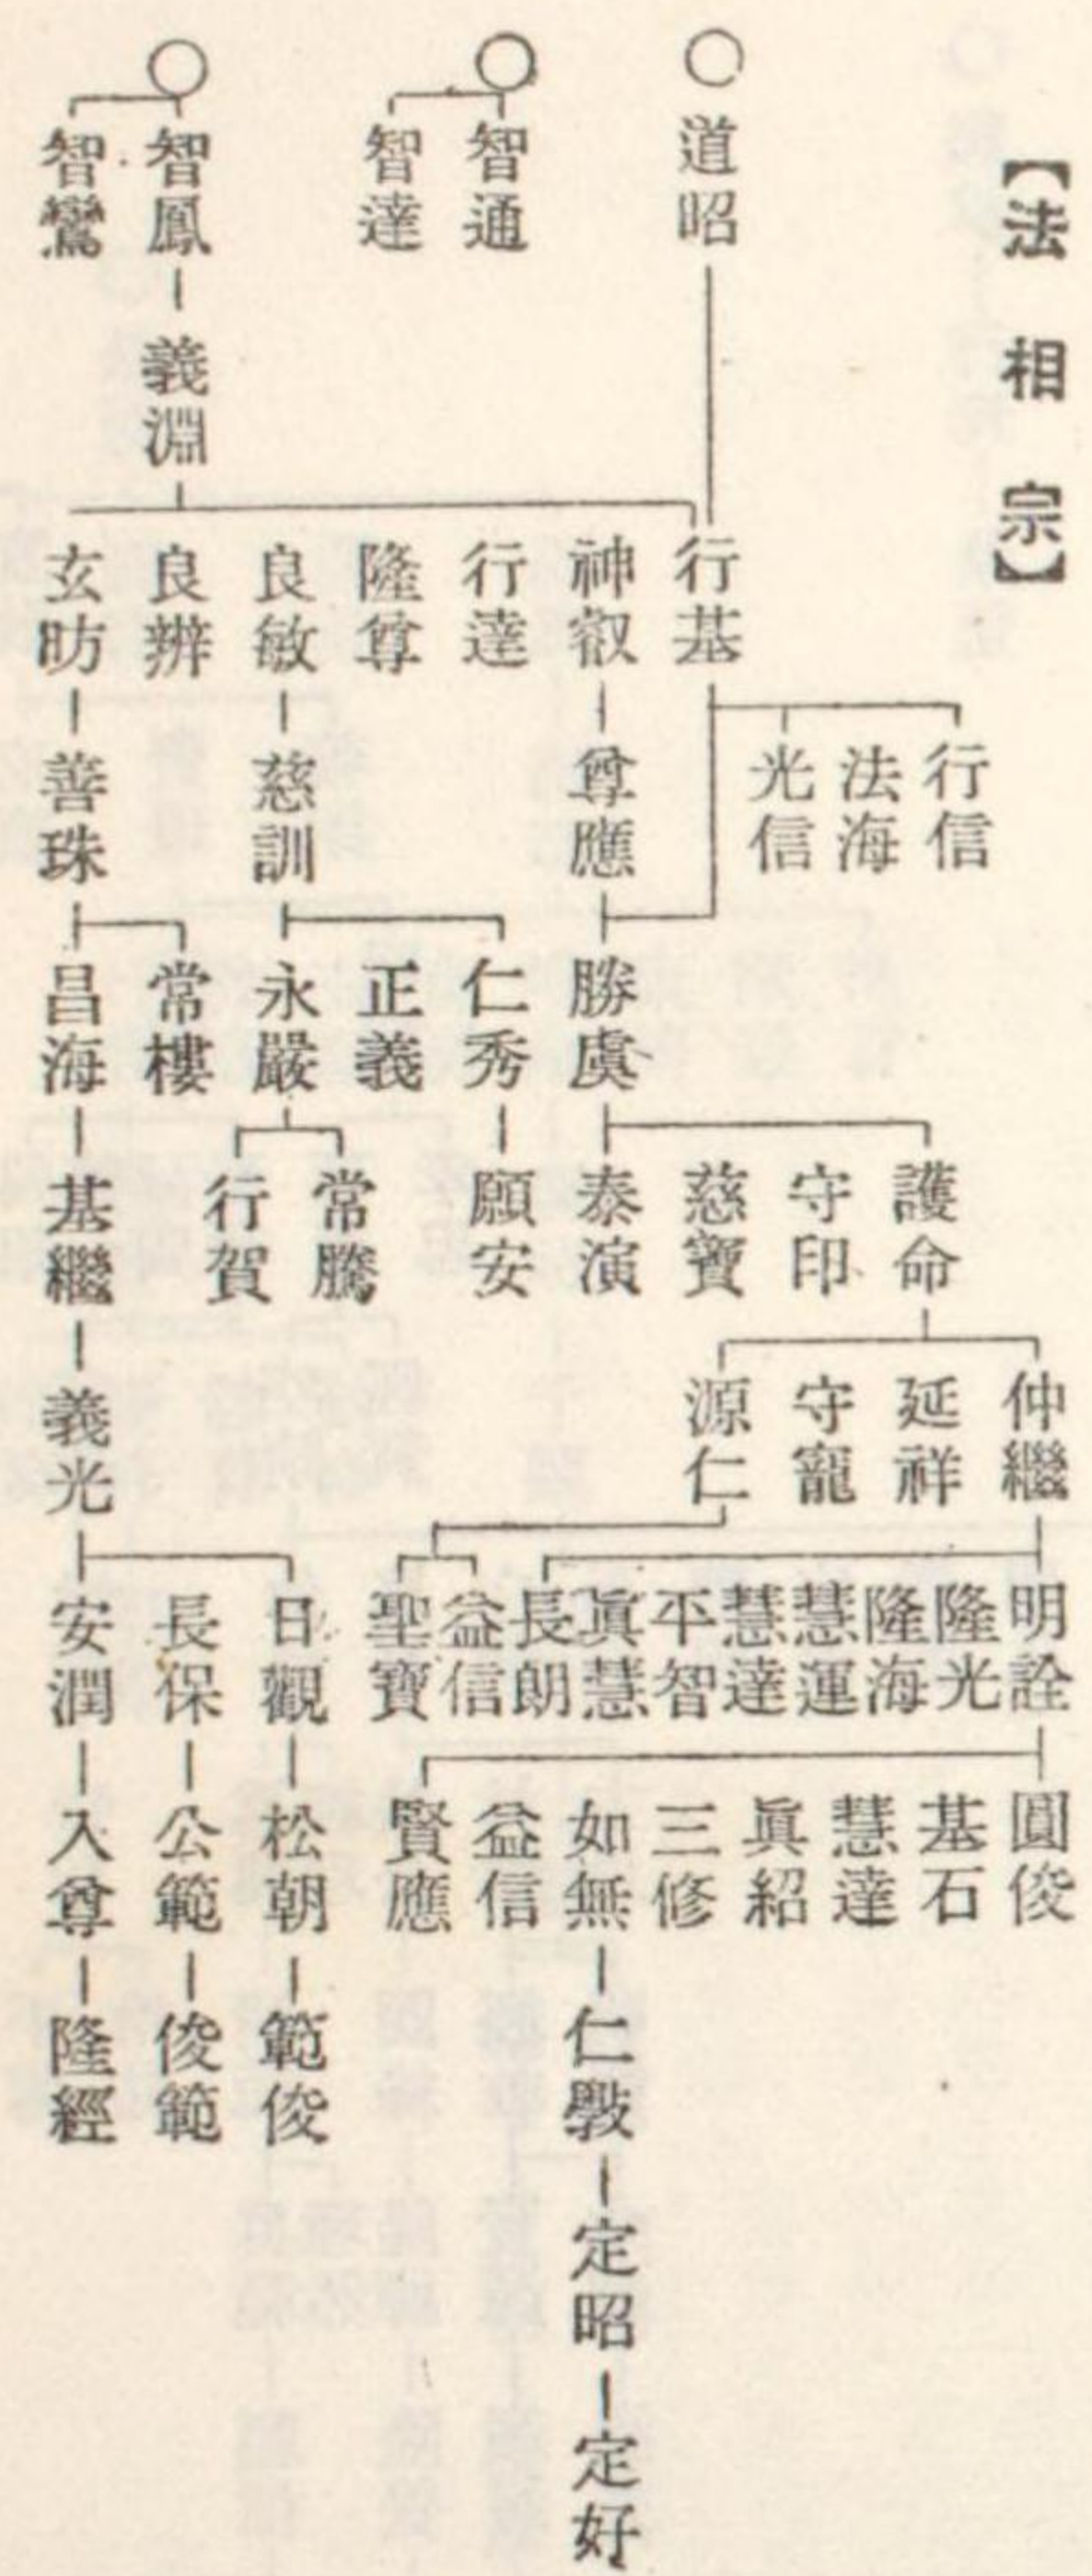 【法相宗】
○道昭
○智通
智達
○智鳳―義淵
智鸞
行基
神叡―尊應
行達
隆尊
良敏―慈訓
良辨
玄昉―善珠
行信
法海
光信
勝虞
仁秀―願安
正義
永嚴
常樓
昌海―基繼―義光
護命
守印
慈寶
泰演
常騰
行賀
仲繼
延祥
守寵
源仁
明詮
隆光
隆海
慧運
慧達
平智
眞慧
長朗
益信
聖寶
日觀―松朝―範俊
長保―公範―俊範
安潤―入尊―隆經
圓俊
基石
慧達
眞紹
三修
如無―仁斅―定昭―定好
益信
賢應